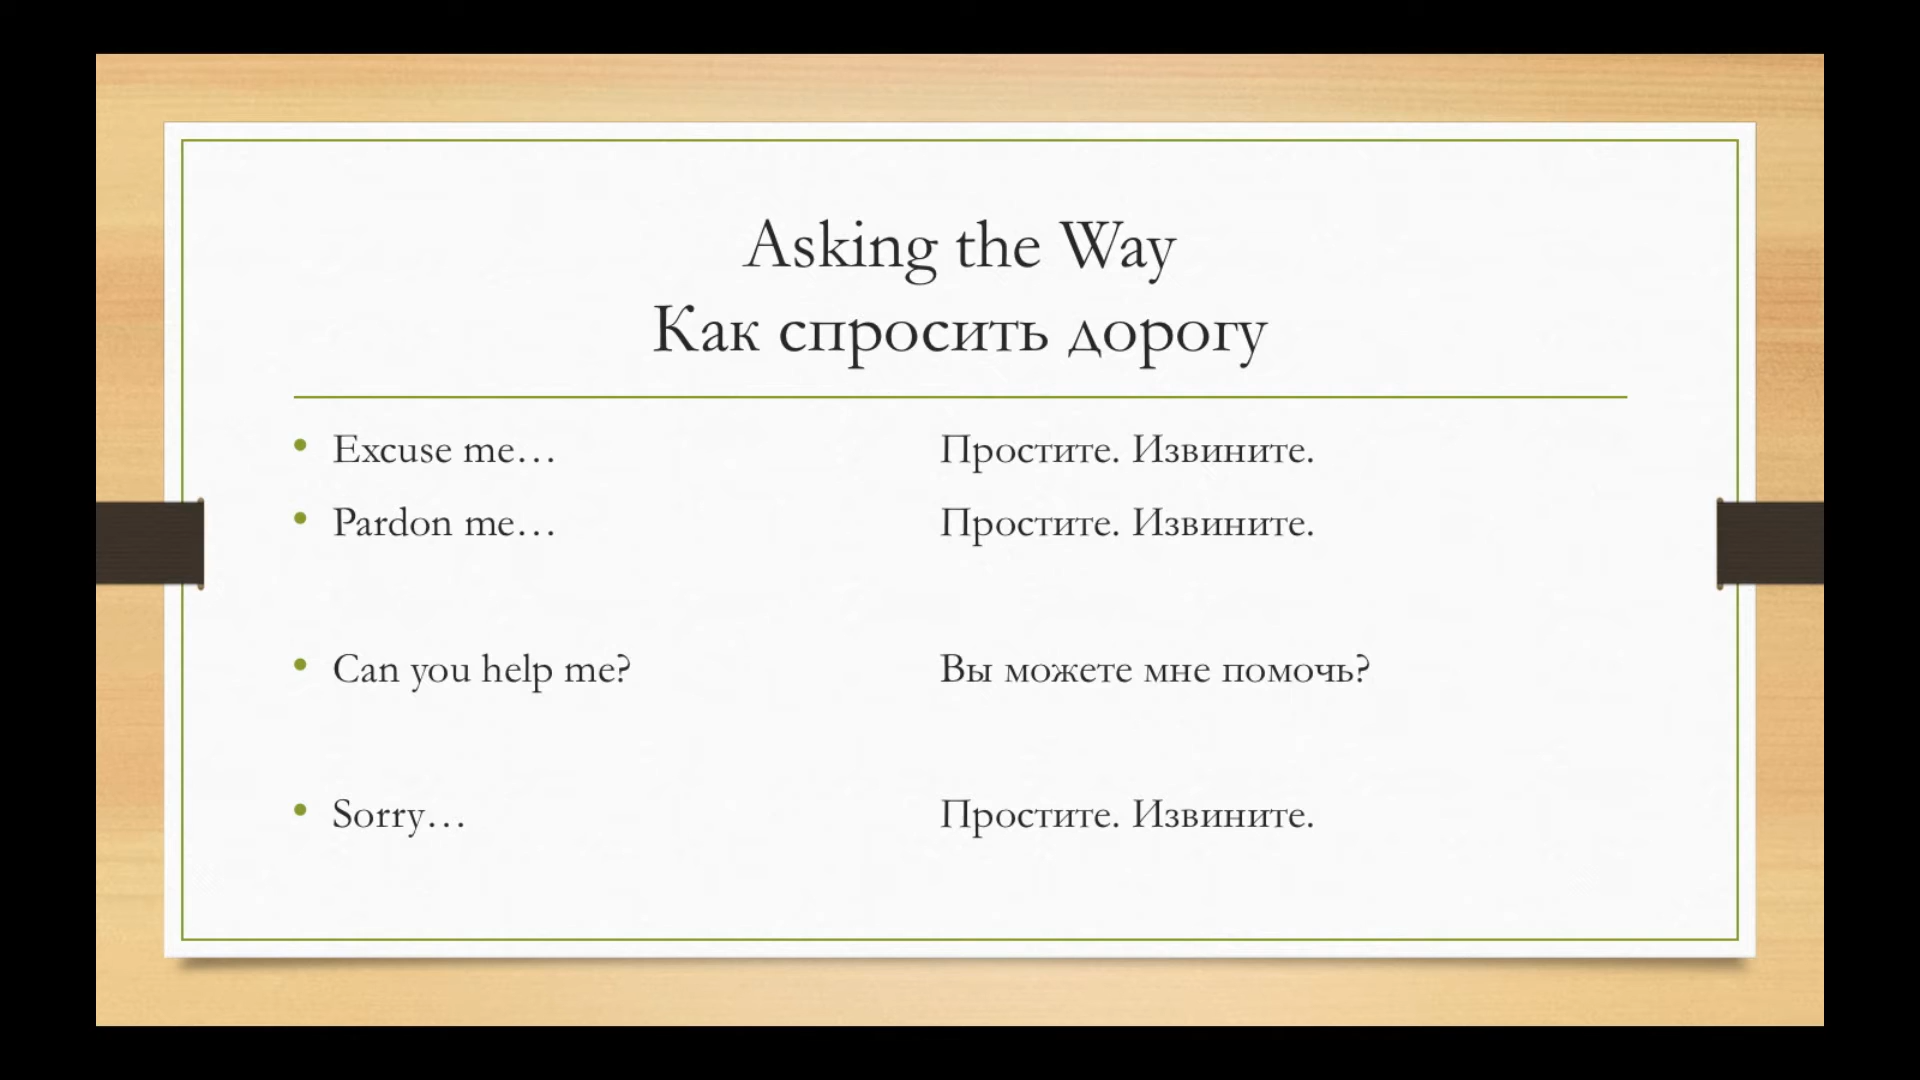 Asking the Way
Как спросить дорогу
• Excuse me… Простите. Извините.
• Pardon me… Простите. Извините.
• Can you help me? Вы можете мне помочь?
• Sorry… Простите. Извините.